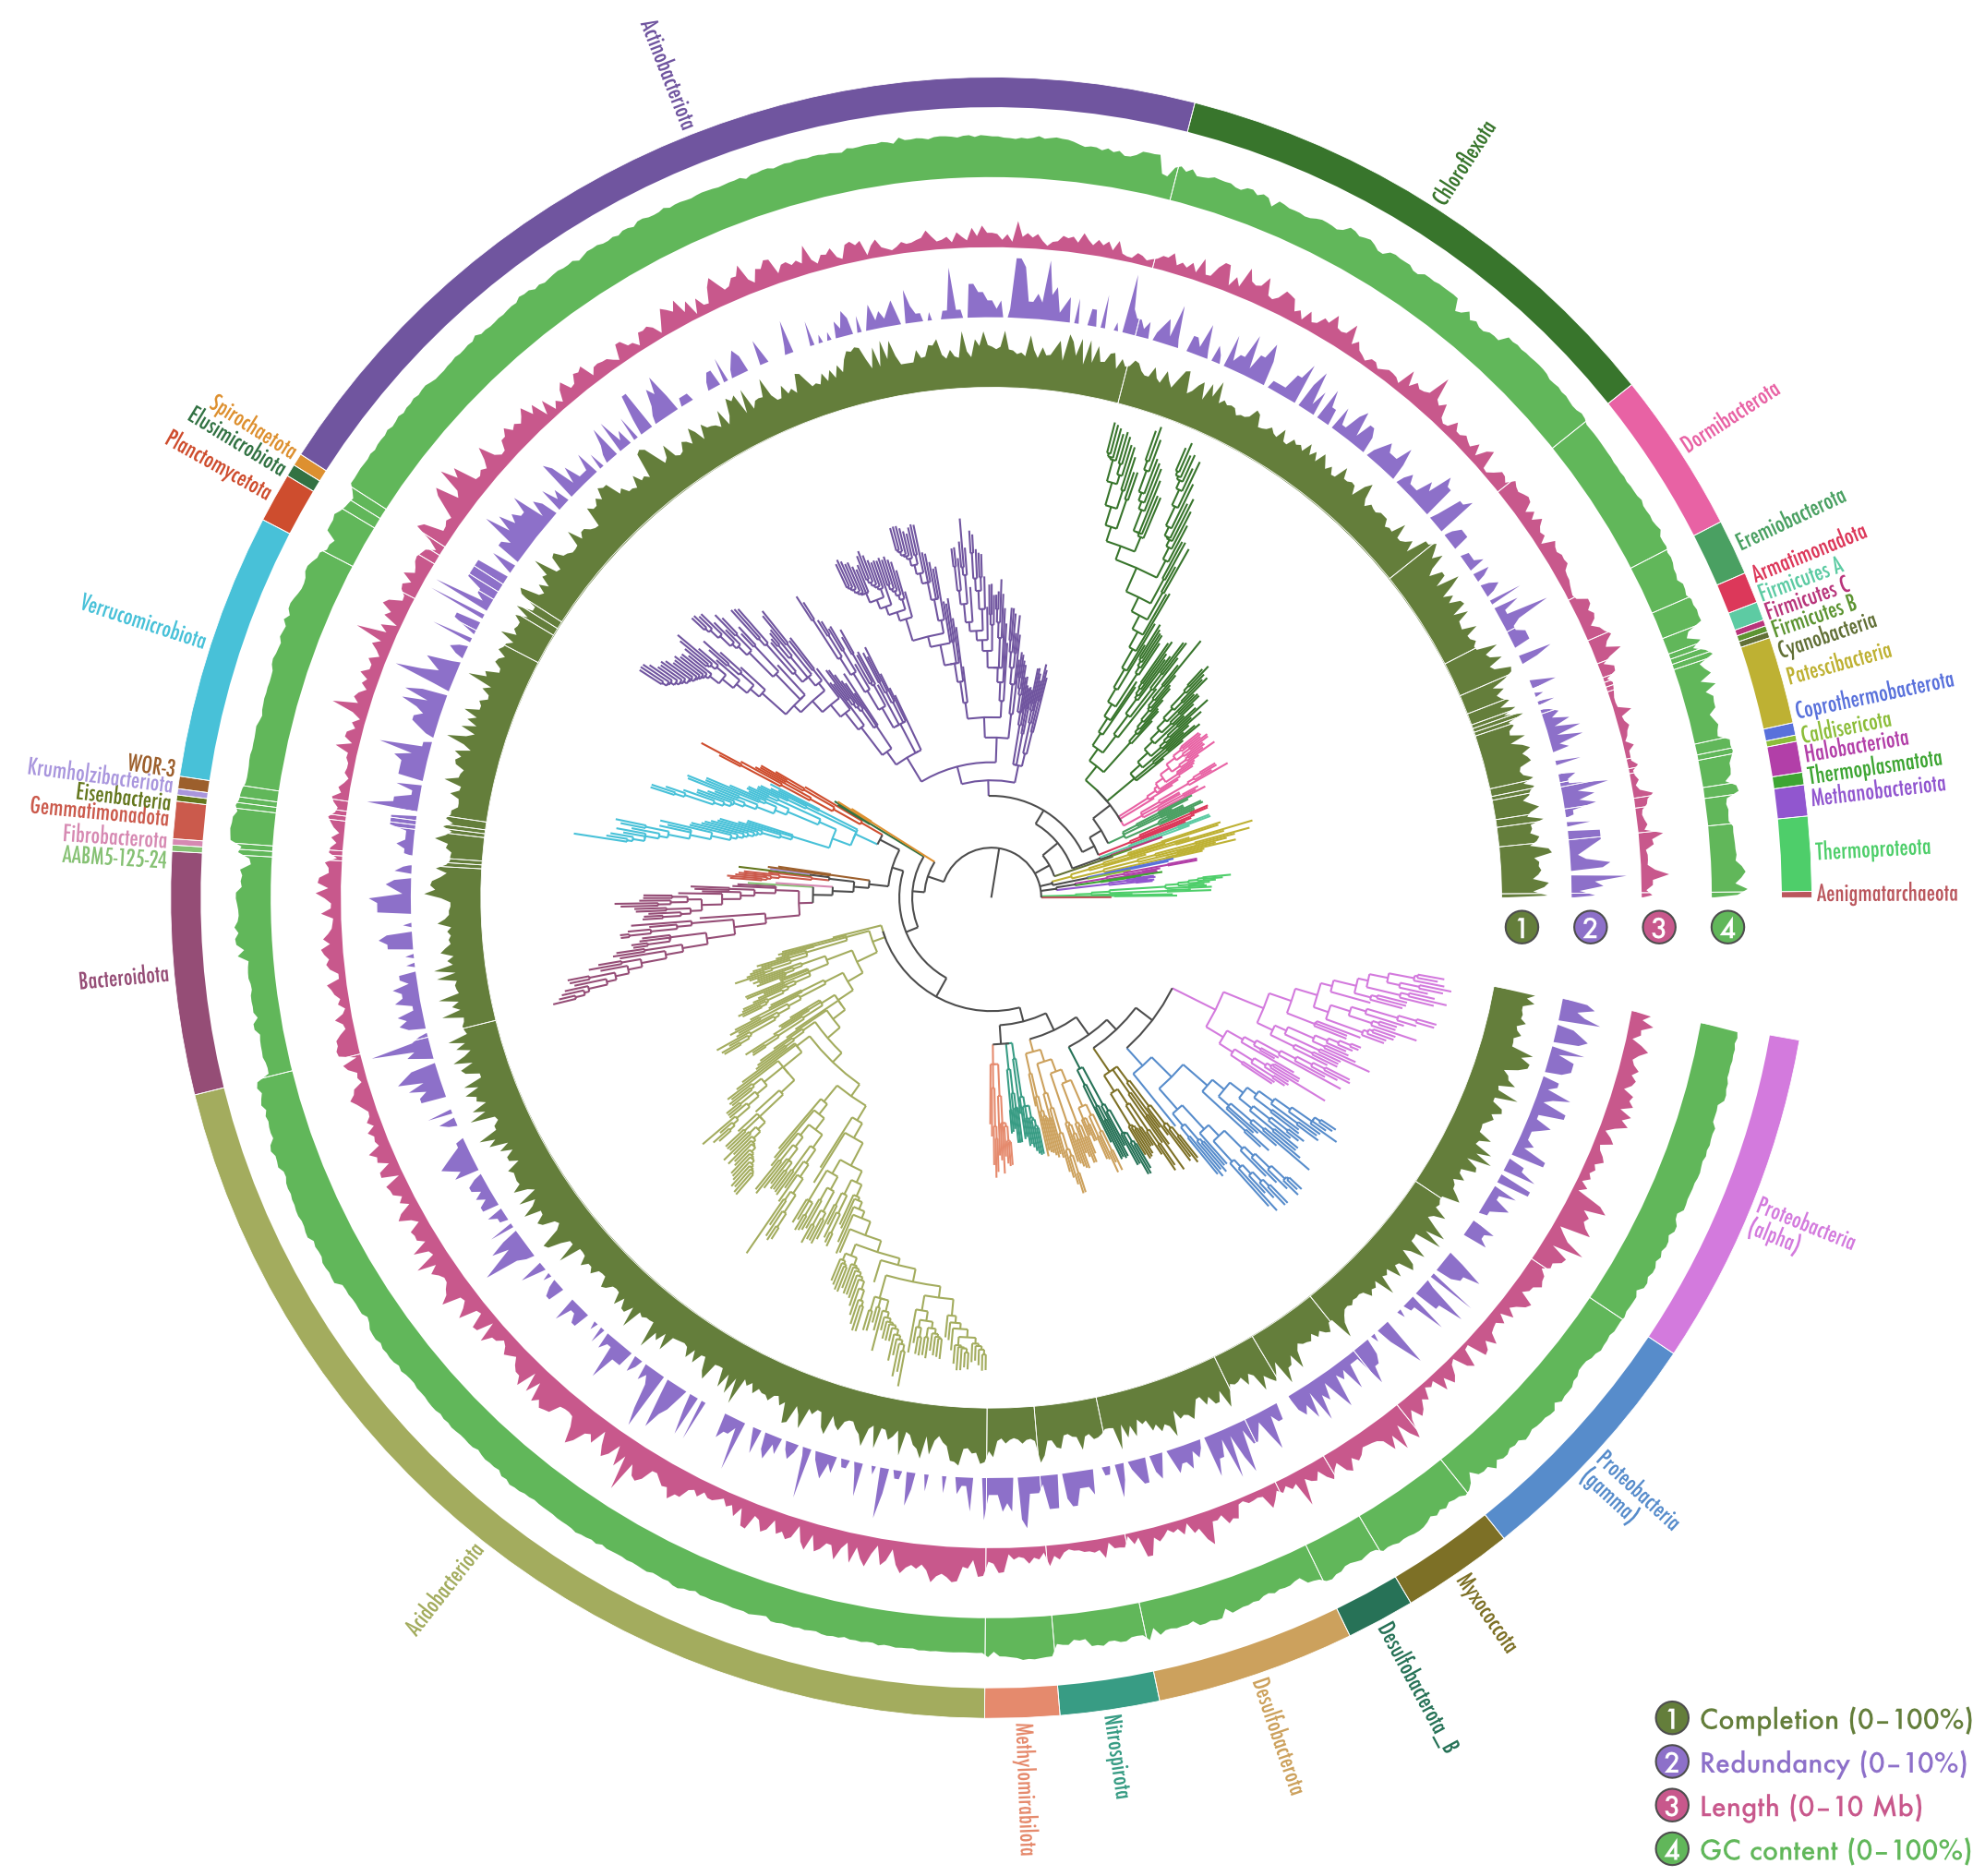 Actinobacteriota
Chloroflexota
Dormibacterota
Eremiobacterota
Armatimonadota
Firmicutes A
Firmicutes C
Firmicutes B
Cyanobacteria
Patescibacteria
Coprothermobacterota
Caldisericota
Halobacteriota
Thermoplasmatota
Methanobacteriota
Thermoproteota
Aenigmatarchaeota
1 2 3 4
Proteobacteria
(alpha)
Proteobacteria
(gamma)
Myxococcota
Desulfobacterota_B
Desulfobacterota
Nitrospirota
Methylomirabilota
Acidobacteriota
Bacteroidota
AABM5-125-24
Fibrobacterota
Gemmatimonadota
Eisenbacteria
Krumholzibacteriota
WOR-3
Verrucomicrobiota
Planctomycetota
Elusimicrobiota
Spirochaetota
1 Completion (0–100%)
2 Redundancy (0–10%)
3 Length (0–10 Mb)
4 GC content (0–100%)